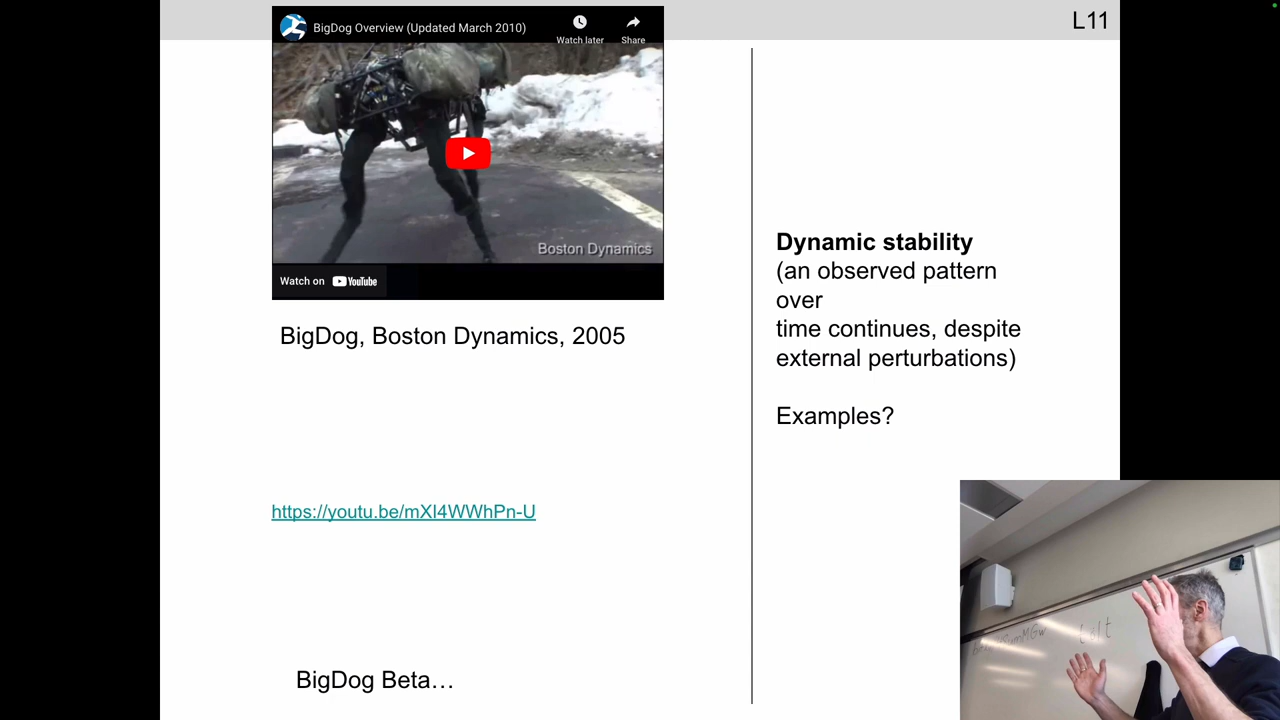 L11
BigDog Overview (Updated March 2010)
Watch later
Share
Boston Dynamics
Watch on YouTube
BigDog, Boston Dynamics, 2005
https://youtu.be/mXI4WWhPn-U
BigDog Beta…
Dynamic stability
(an observed pattern
over
time continues, despite
external perturbations)
Examples?